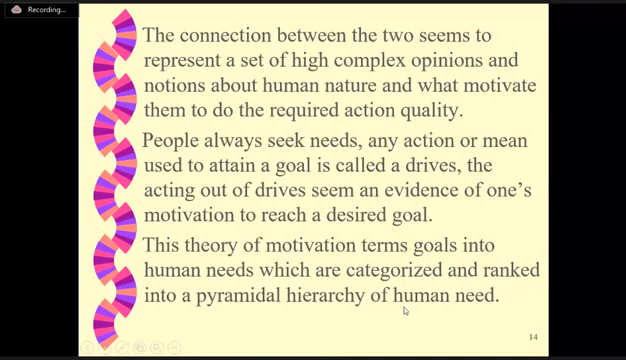 Recording...
The connection between the two seems to
represent a set of high complex opinions and
notions about human nature and what motivate
them to do the required action quality.
People always seek needs, any action or mean
used to attain a goal is called a drives, the
acting out of drives seem an evidence of one's
motivation to reach a desired goal.
This theory of motivation terms goals into
human needs which are categorized and ranked
into a pyramidal hierarchy of human need.
14